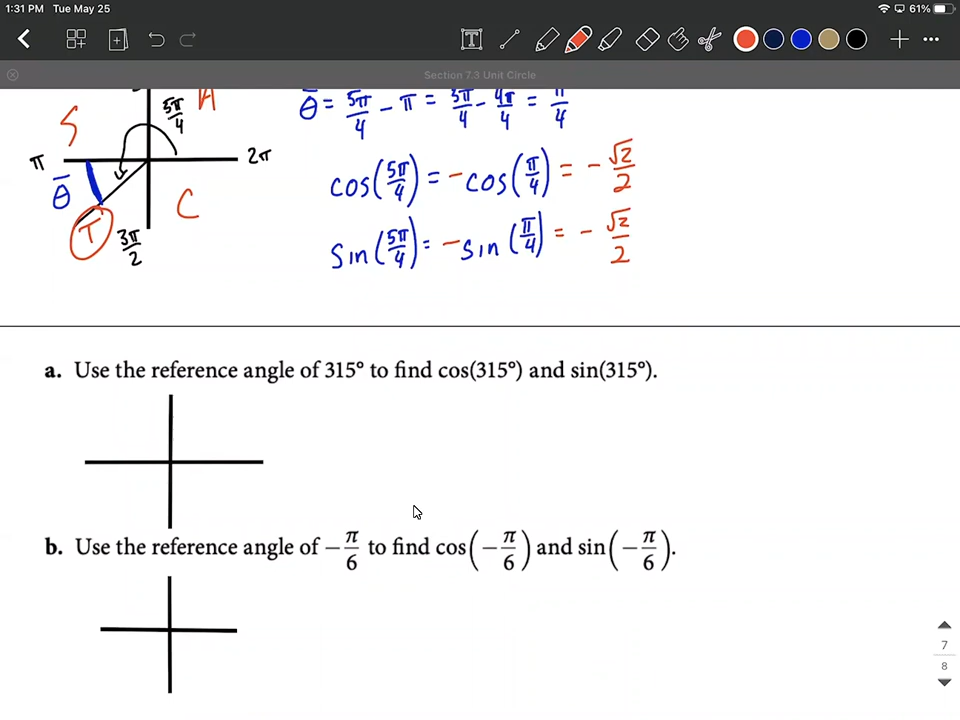 1:31 PM Tue May 25
61%
Section 7.3 Unit Circle
S
A
5π/4
π
2π
θ̄
T
C
3π/2
θ̄ = 5π/4 - π = 5π/4 - 4π/4 = π/4
cos(5π/4) = -cos(π/4) = -√2/2
sin(5π/4) = -sin(π/4) = -√2/2
a. Use the reference angle of 315° to find cos(315°) and sin(315°).
b. Use the reference angle of −π/6 to find cos(−π/6) and sin(−π/6).
7
8